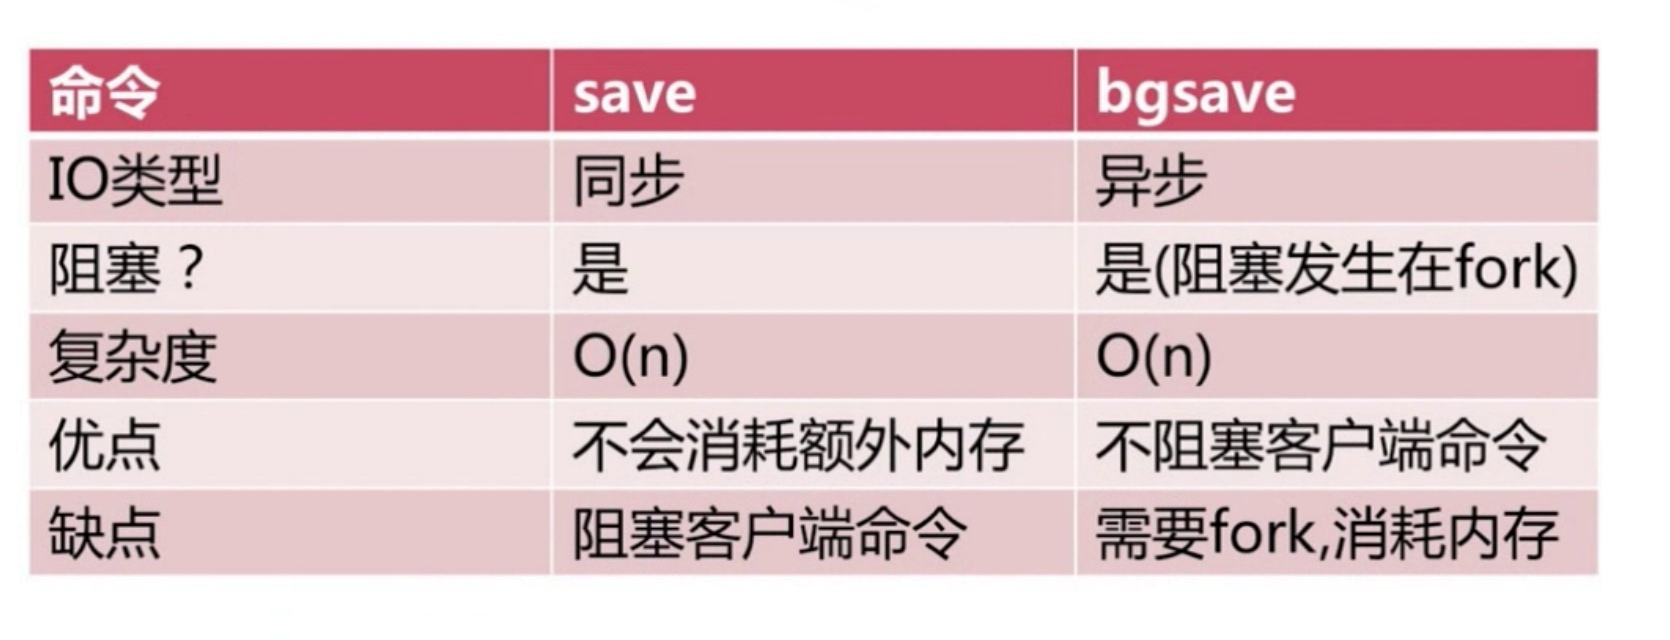 命令 save bgsave
IO类型 同步 异步
阻塞？ 是 是(阻塞发生在fork)
复杂度 O(n) O(n)
优点 不会消耗额外内存 不阻塞客户端命令
缺点 阻塞客户端命令 需要fork,消耗内存